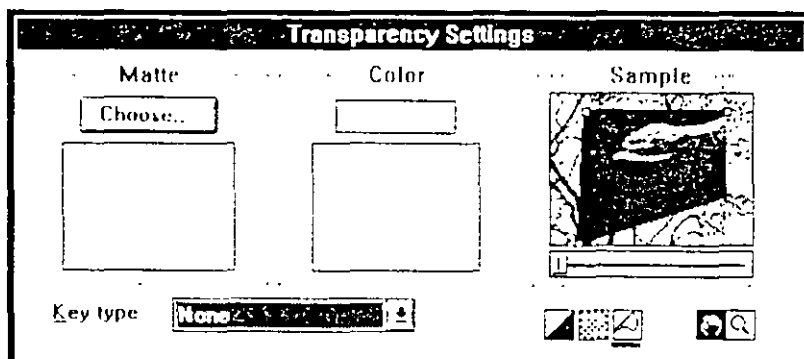 Transparency Settings
Matte Color Sample
Choose...
Key type None